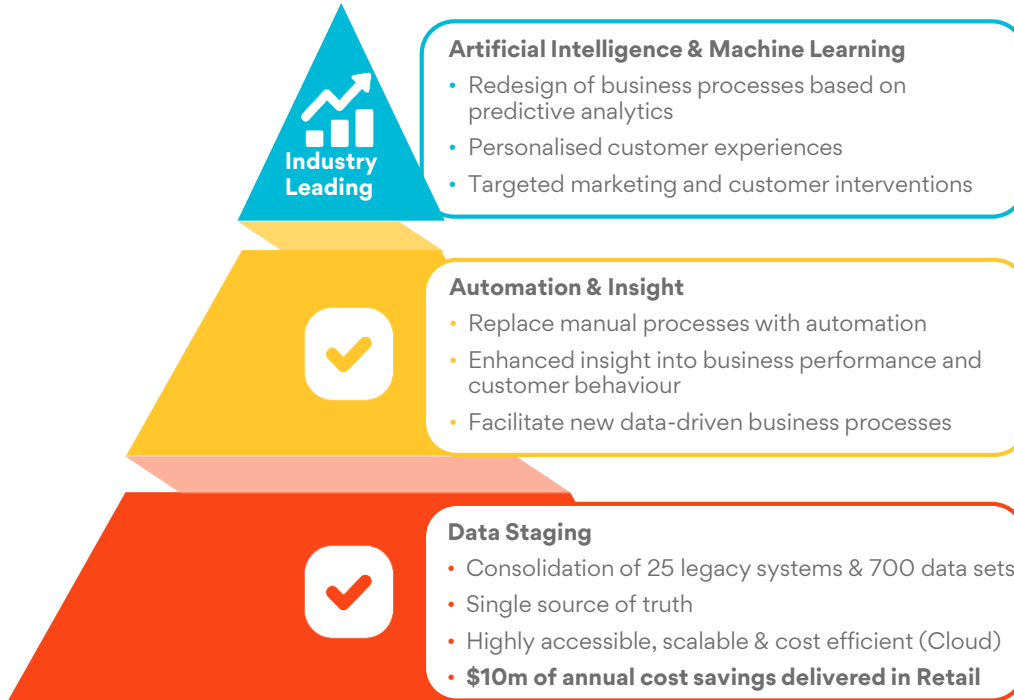 Artificial Intelligence & Machine Learning
• Redesign of business processes based on
predictive analytics
• Personalised customer experiences
• Targeted marketing and customer interventions
Industry
Leading
Automation & Insight
• Replace manual processes with automation
• Enhanced insight into business performance and
customer behaviour
• Facilitate new data-driven business processes
Data Staging
• Consolidation of 25 legacy systems & 700 data sets
• Single source of truth
• Highly accessible, scalable & cost efficient (Cloud)
• $10m of annual cost savings delivered in Retail